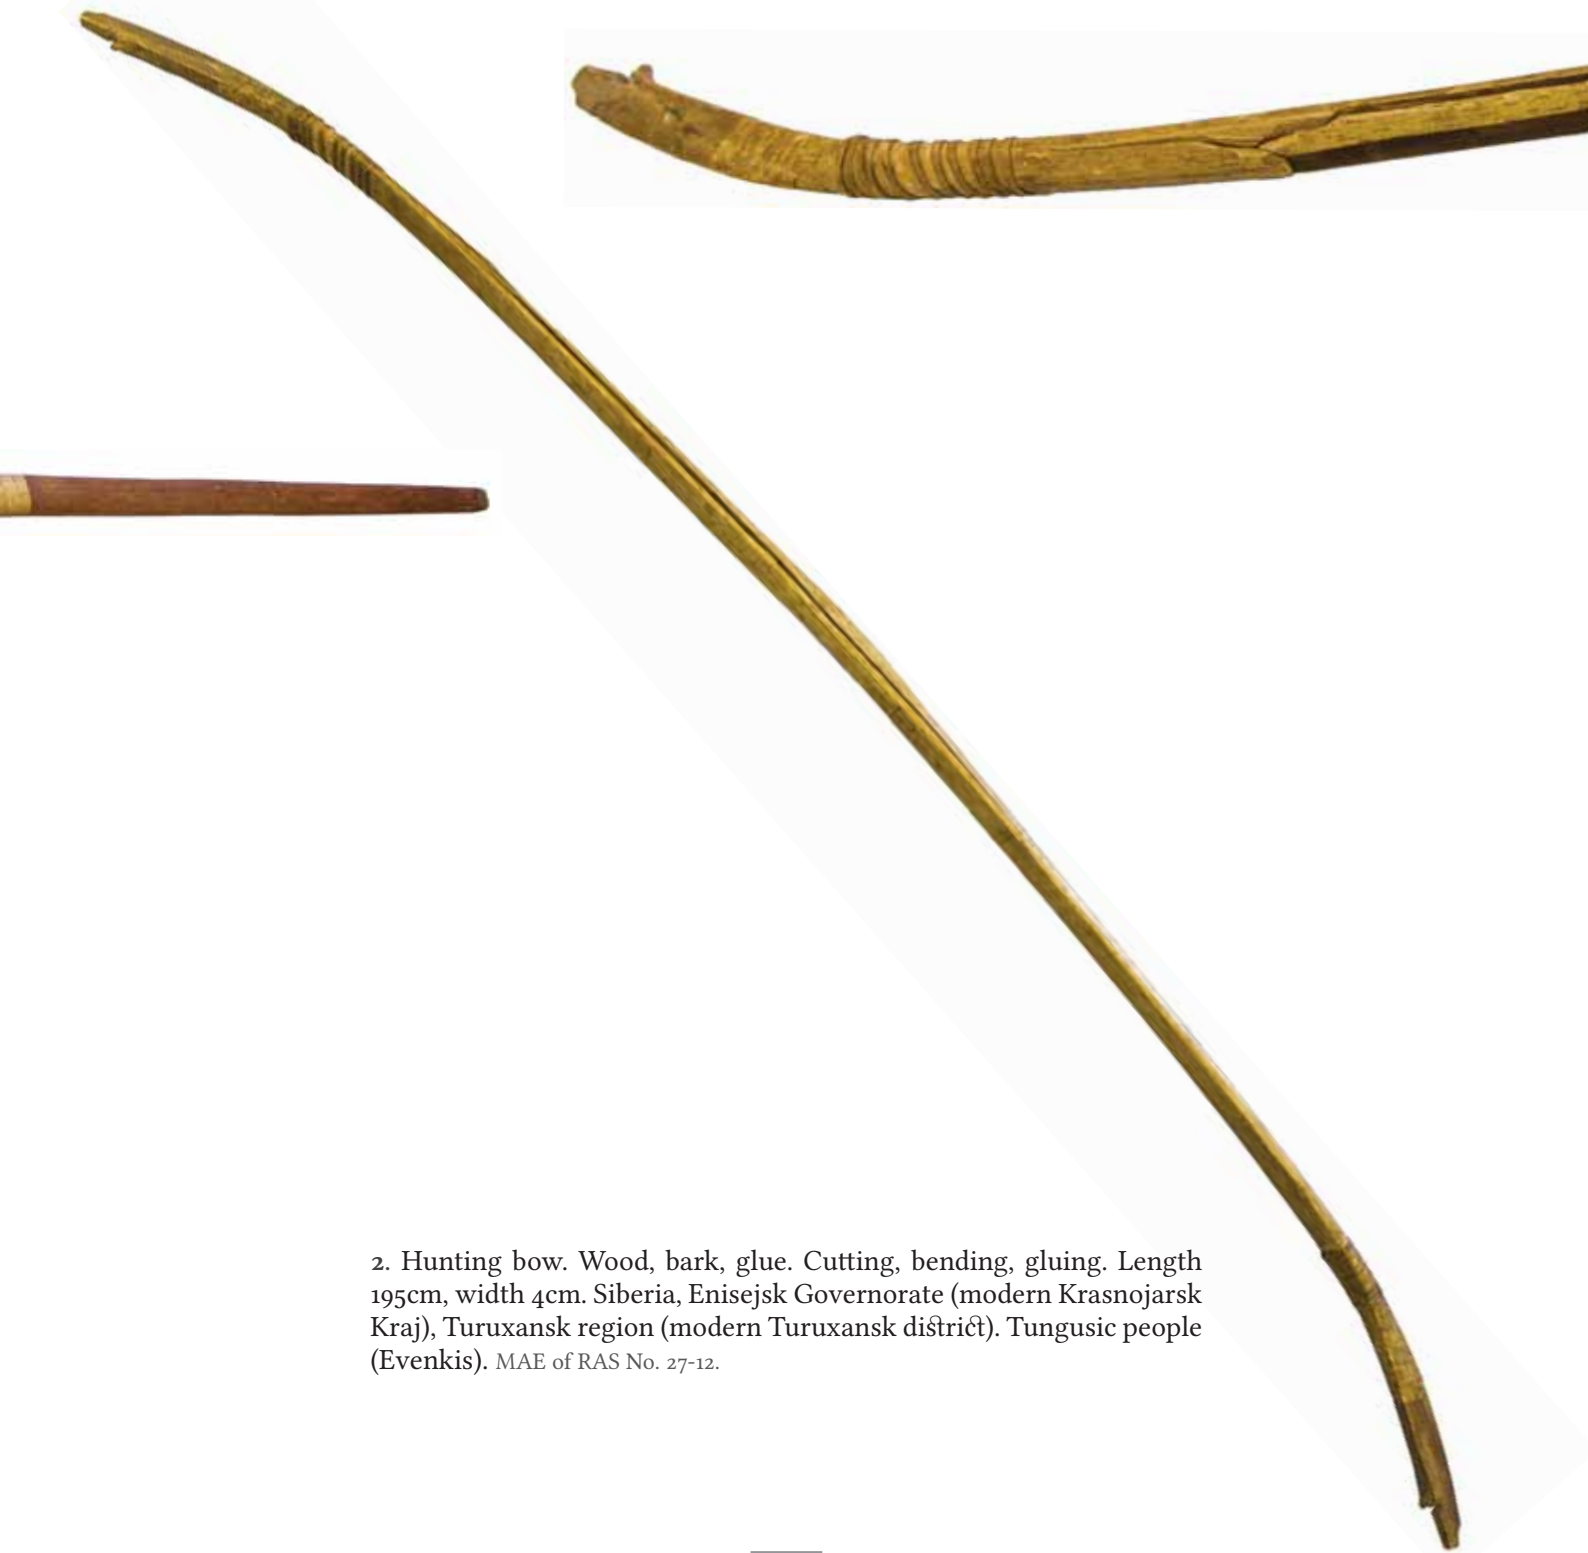 2. Hunting bow. Wood, bark, glue. Cutting, bending, gluing. Length
195cm, width 4cm. Siberia, Enisejsk Governorate (modern Krasnojarsk
Kraj), Turuxansk region (modern Turuxansk district). Tungusic people
(Evenkis). MAE of RAS No. 27-12.